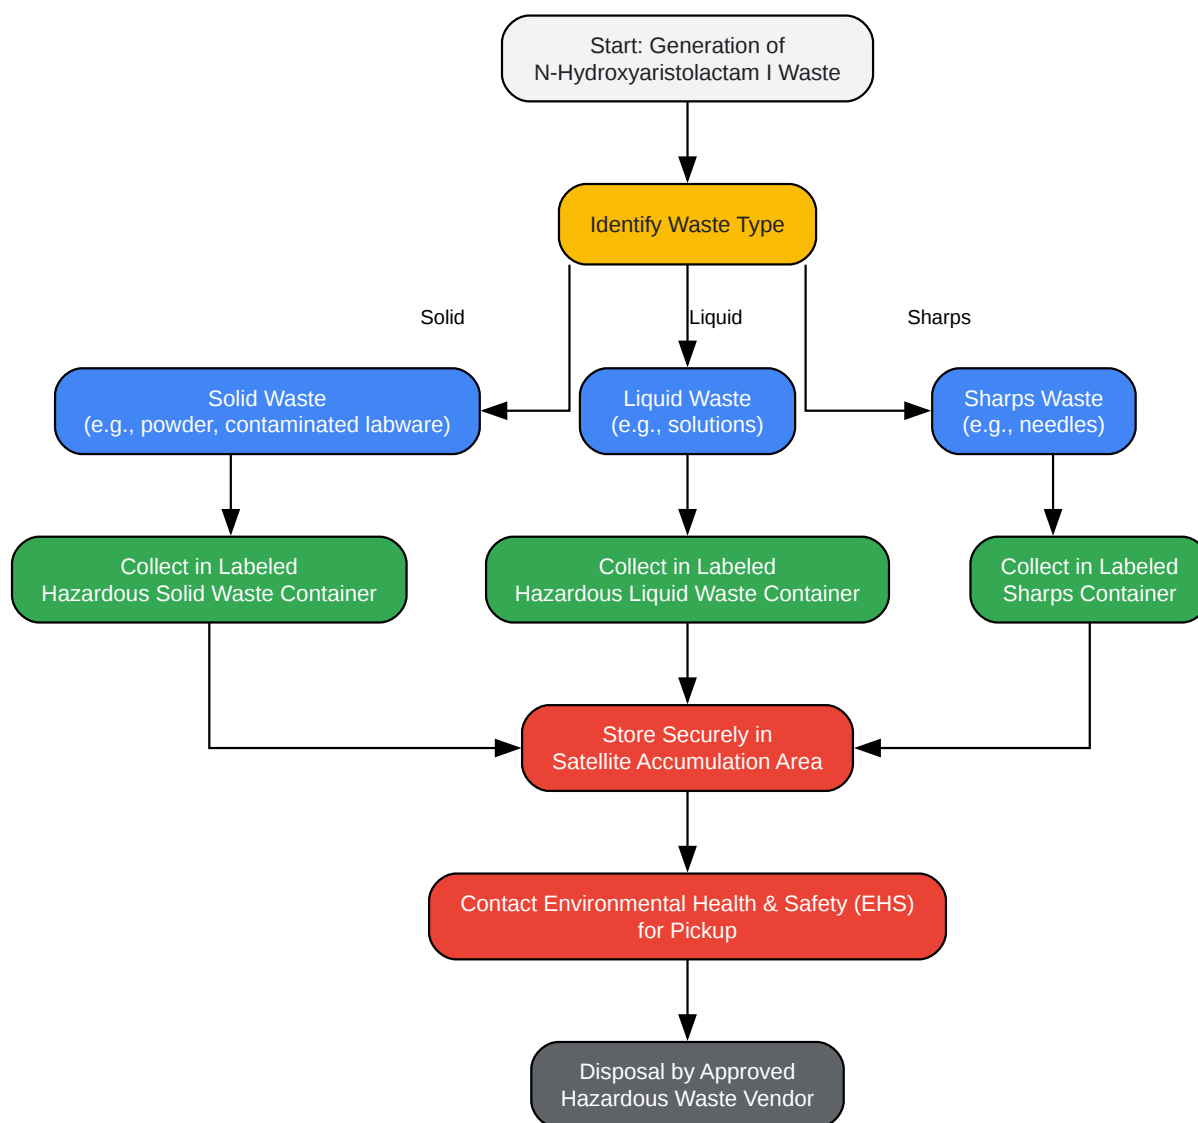 Start: Generation of
N-Hydroxyaristolactam I Waste
Identify Waste Type
Solid
Liquid
Sharps
Solid Waste
(e.g., powder, contaminated labware)
Liquid Waste
(e.g., solutions)
Sharps Waste
(e.g., needles)
Collect in Labeled
Hazardous Solid Waste Container
Collect in Labeled
Hazardous Liquid Waste Container
Collect in Labeled
Sharps Container
Store Securely in
Satellite Accumulation Area
Contact Environmental Health & Safety (EHS)
for Pickup
Disposal by Approved
Hazardous Waste Vendor